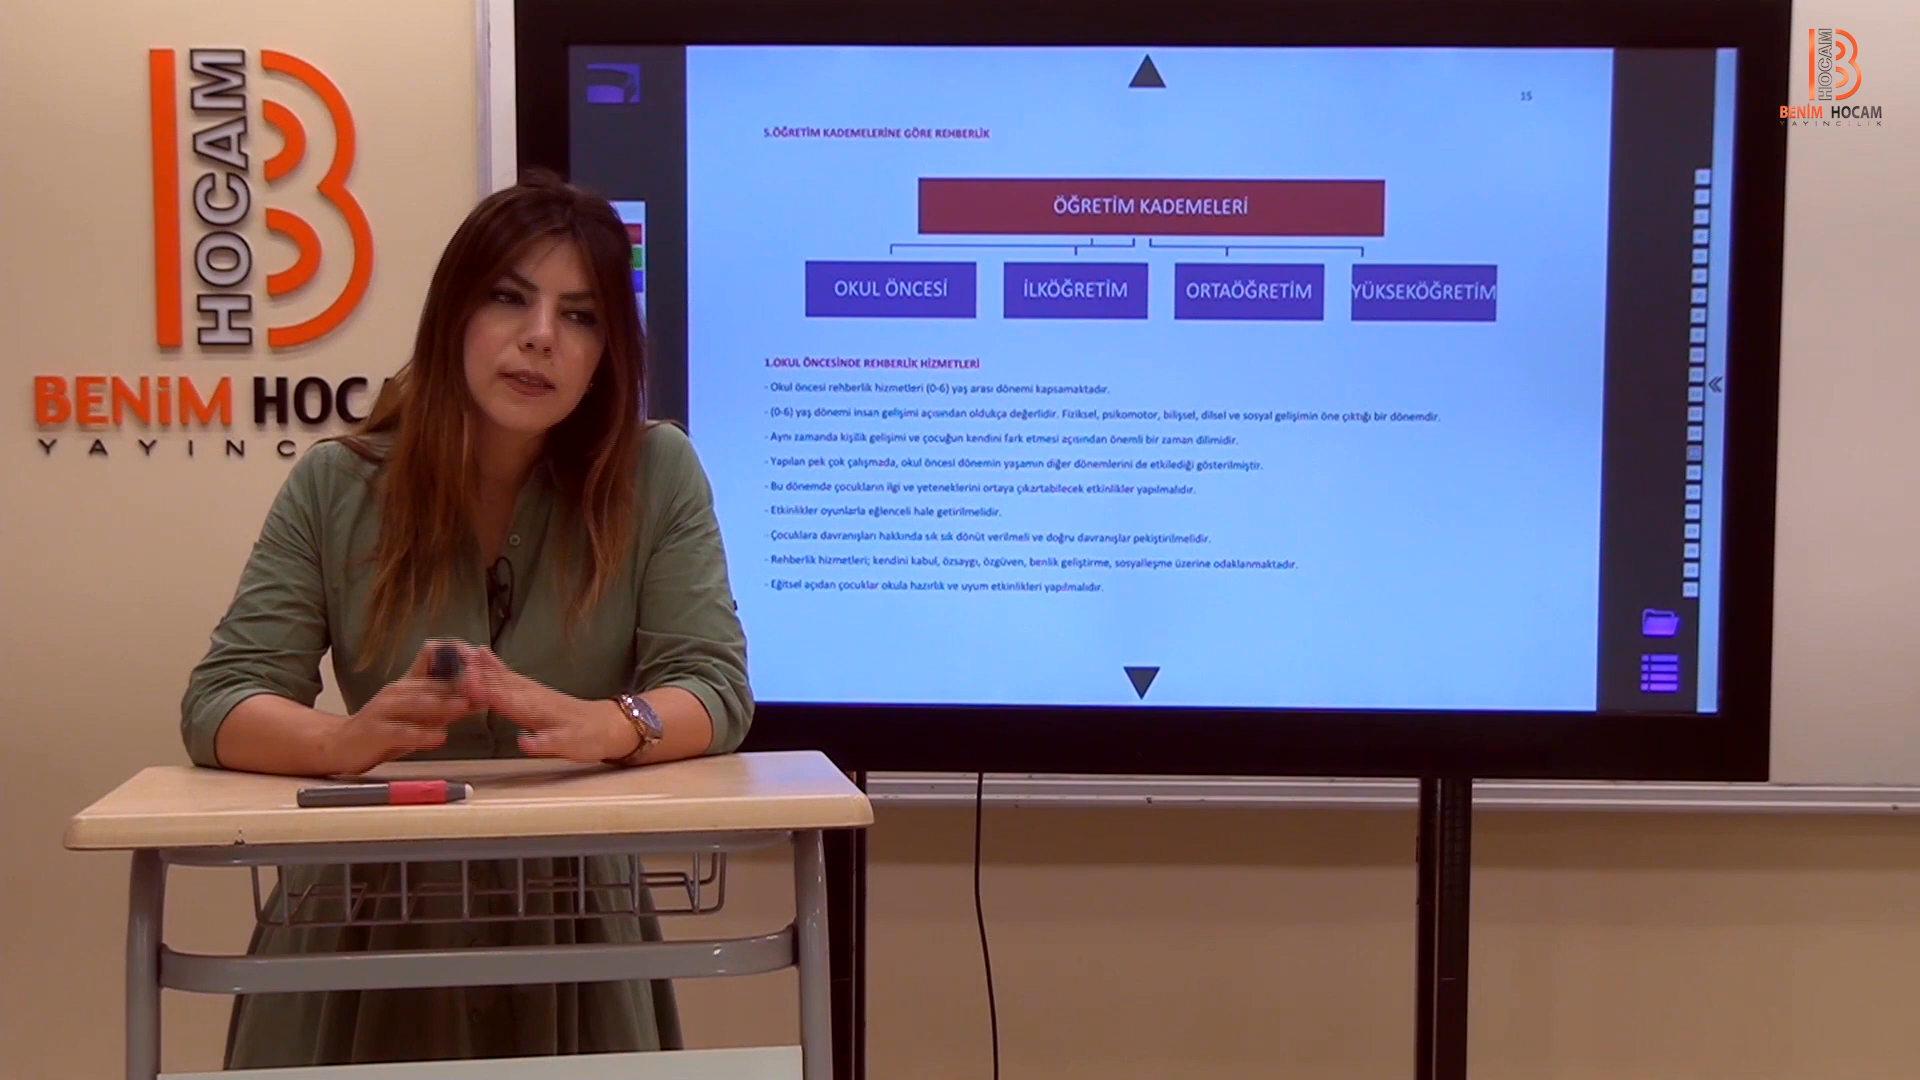 HOCAM
BENİM HOC
YAYINC
15
5.ÖĞRETİM KADEMELERİNE GÖRE REHBERLİK
ÖĞRETİM KADEMELERİ
OKUL ÖNCESİ
İLKÖĞRETİM
ORTAÖĞRETİM
YÜKSEKÖĞRETİM
1.OKUL ÖNCESİNDE REHBERLİK HİZMETLERİ
- Okul öncesi rehberlik hizmetleri (0-6) yaş arası dönemi kapsamaktadır.
- (0-6) yaş dönemi insan gelişimi açısından oldukça değerlidir. Fiziksel, psikomotor, bilişsel, dilsel ve sosyal gelişimin öne çıktığı bir dönemdir.
- Aynı zamanda kişilik gelişimi ve çocuğun kendini fark etmesi açısından önemli bir zaman dilimidir.
- Yapılan pek çok çalışmada, okul öncesi dönemin yaşamın diğer dönemlerini de etkilediği gösterilmiştir.
- Bu dönemde çocukların ilgi ve yeteneklerini ortaya çıkartabilecek etkinlikler yapılmalıdır.
- Etkinlikler oyunlarla eğlenceli hale getirilmelidir.
- Çocuklara davranışları hakkında sık sık dönüt verilmeli ve doğru davranışlar pekiştirilmelidir.
- Rehberlik hizmetleri; kendini kabul, özsaygı, özgüven, benlik geliştirme, sosyalleşme üzerine odaklanmaktadır.
- Eğitsel açıdan çocuklar okula hazırlık ve uyum etkinlikleri yapılmalıdır.
HOCAM
BENİM HOCAM
YAYINCILIK